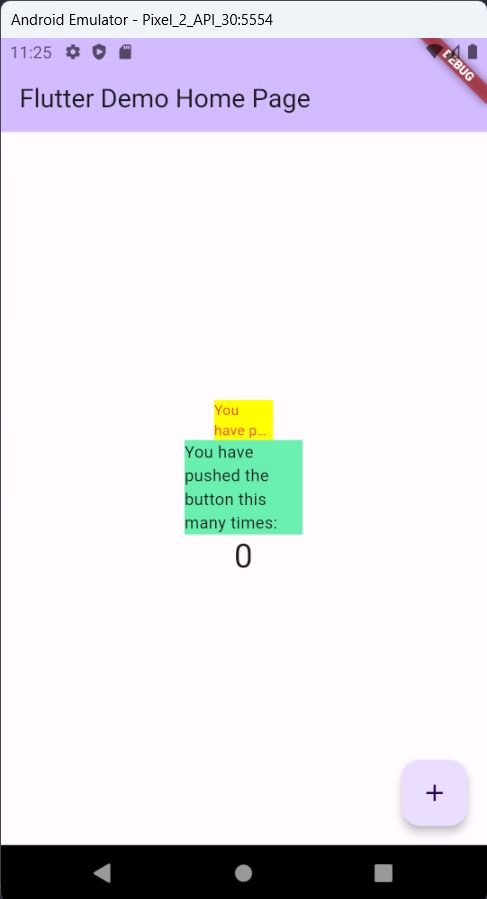 Android Emulator - Pixel_2_API_30:5554
11:25
DEBUG
Flutter Demo Home Page
You
have p…
You have
pushed the
button this
many times:
0
+